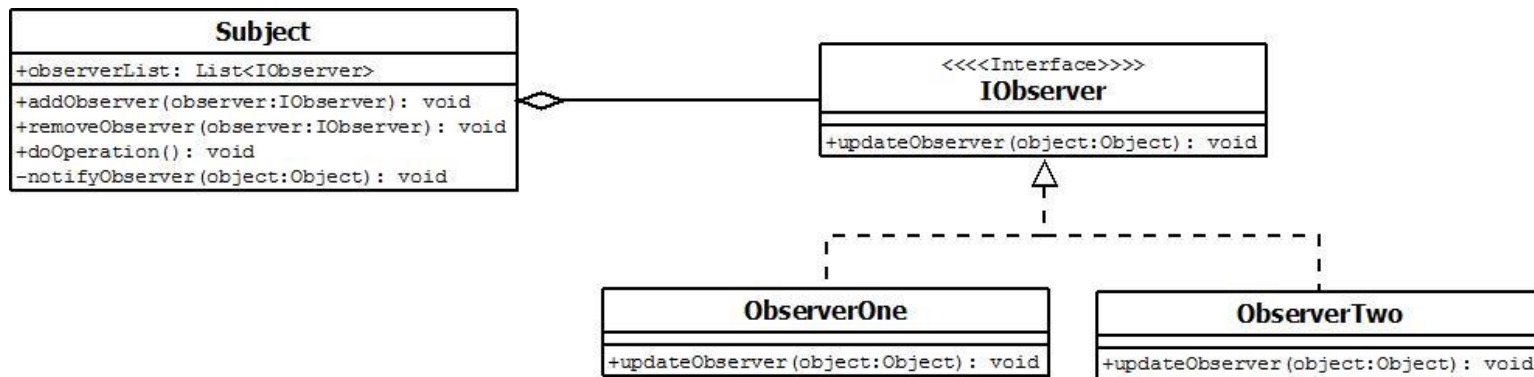 Subject
+observerList: List<IObserver>
+addObserver(observer:IObserver): void
+removeObserver(observer:IObserver): void
+doOperation(): void
-notifyObserver(object:Object): void
<<<<Interface>>>>
IObserver
+updateObserver(object:Object): void
ObserverOne
+updateObserver(object:Object): void
ObserverTwo
+updateObserver(object:Object): void